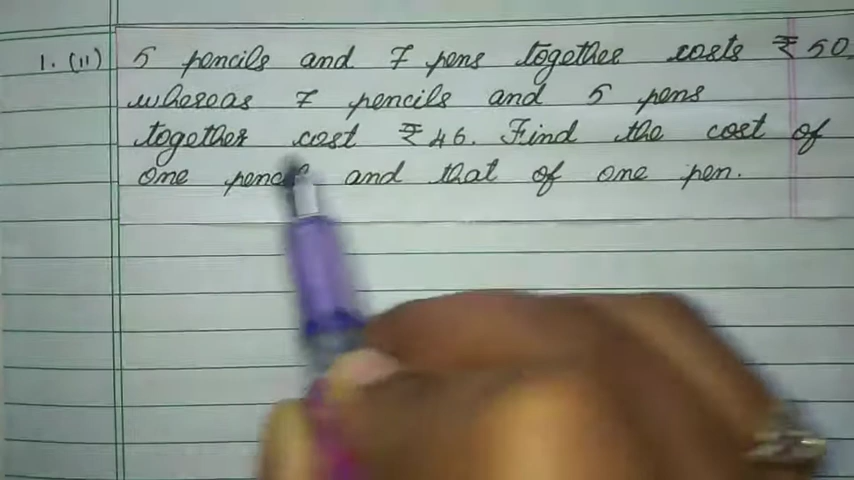 1. (ii) 5 pencils and 7 pens together costs ₹50
whereas 7 pencils and 5 pens
together cost ₹46. Find the cost of
one and that of one pen.